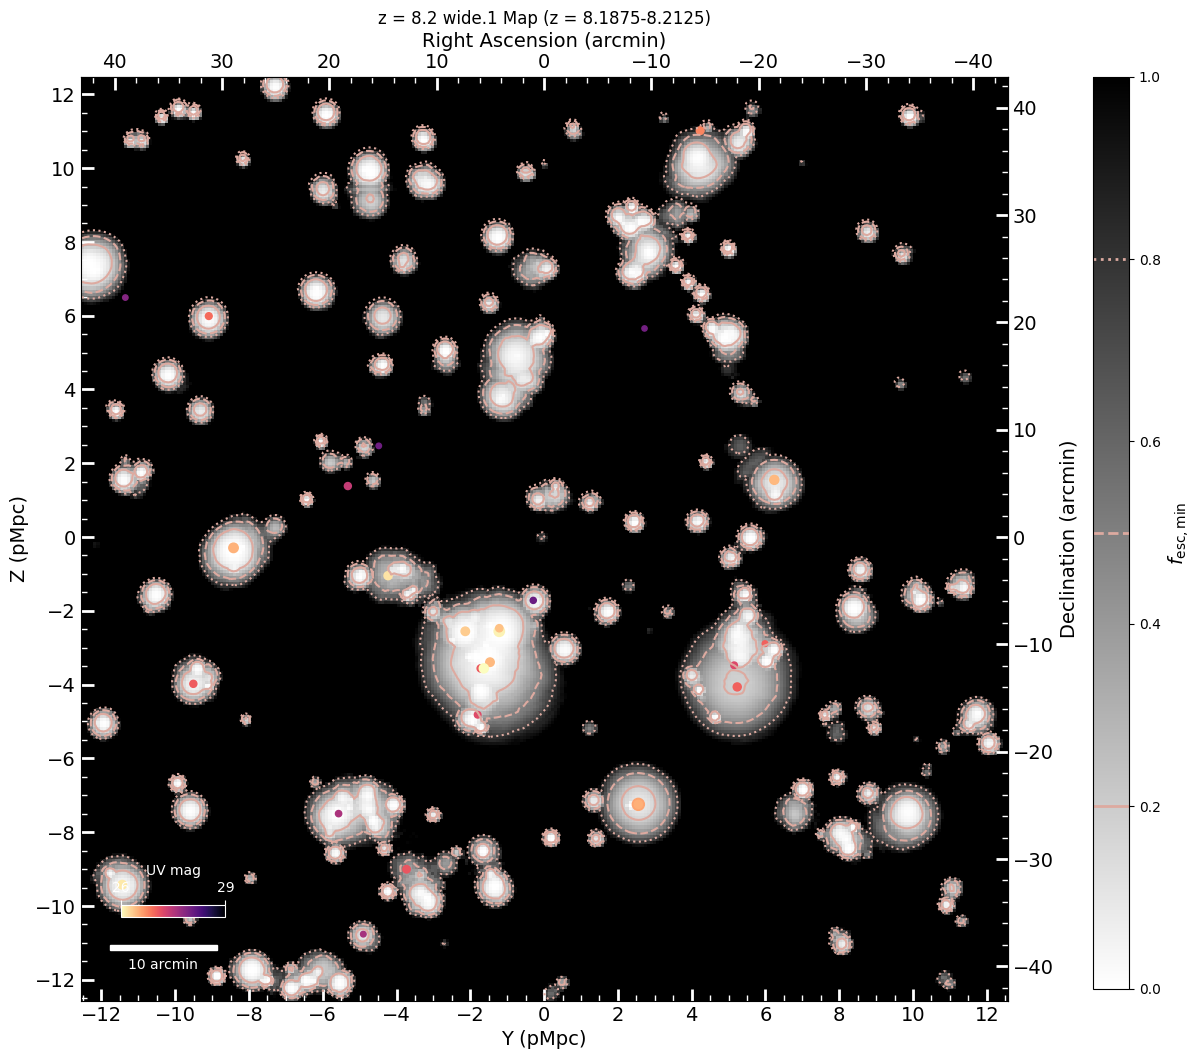 z = 8.2 wide.1 Map (z = 8.1875-8.2125)
Right Ascension (arcmin)
40 30 20 10 0 −10 −20 −30 −40
12
10
8
6
4
2
0
−2
−4
−6
−8
−10
−12
Z (pMpc)
40
30
20
10
0
−10
−20
−30
−40
Declination (arcmin)
1.0
0.8
0.6
0.4
0.2
0.0
fesc,min
UV mag
29
10 arcmin
−12 −10 −8 −6 −4 −2 0 2 4 6 8 10 12
Y (pMpc)